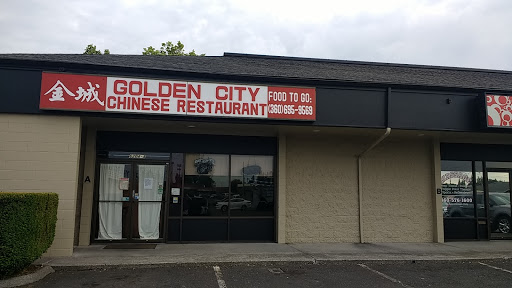 金城
GOLDEN CITY
CHINESE RESTAURANT
FOOD TO GO:
(360)695-9569
A
B